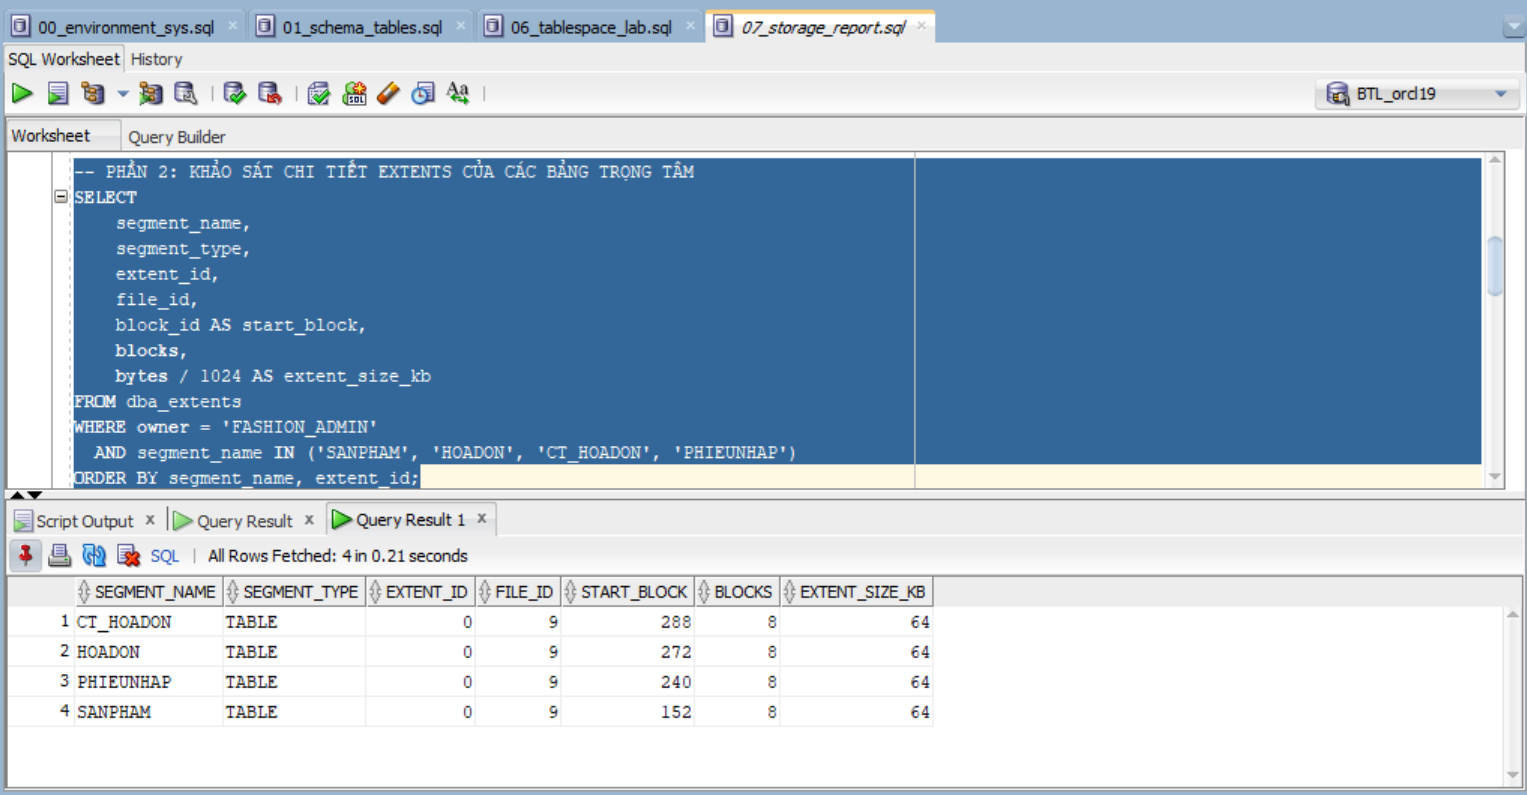 00_environment_sys.sql × 01_schema_tables.sql × 06_tablespace_lab.sql × 07_storage_report.sql ×
SQL Worksheet History
BTL_orcl19
Worksheet Query Builder
-- PHẦN 2: KHẢO SÁT CHI TIẾT EXTENTS CỦA CÁC BẢNG TRỌNG TÂM
SELECT
segment_name,
segment_type,
extent_id,
file_id,
block_id AS start_block,
blocks,
bytes / 1024 AS extent_size_kb
FROM dba_extents
WHERE owner = 'FASHION_ADMIN'
AND segment_name IN ('SANPHAM', 'HOADON', 'CT_HOADON', 'PHIEUNHAP')
ORDER BY segment_name, extent_id;
Script Output x Query Result x Query Result 1 x
SQL | All Rows Fetched: 4 in 0.21 seconds
SEGMENT_NAME SEGMENT_TYPE EXTENT_ID FILE_ID START_BLOCK BLOCKS EXTENT_SIZE_KB
1 CT_HOADON TABLE 0 9 288 8 64
2 HOADON TABLE 0 9 272 8 64
3 PHIEUNHAP TABLE 0 9 240 8 64
4 SANPHAM TABLE 0 9 152 8 64